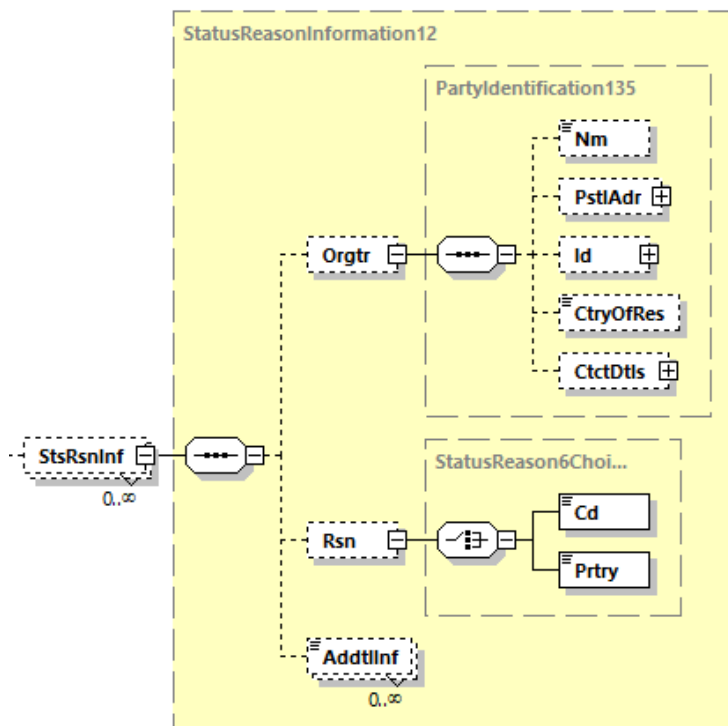 StatusReasonInformation12
PartyIdentification135
Nm
PstlAdr
Orgtr
Id
CtryOfRes
CtctDtls
StsRsnInf
0..∞
StatusReason6Choi...
Cd
Rsn
Prtry
AddtlInf
0..∞